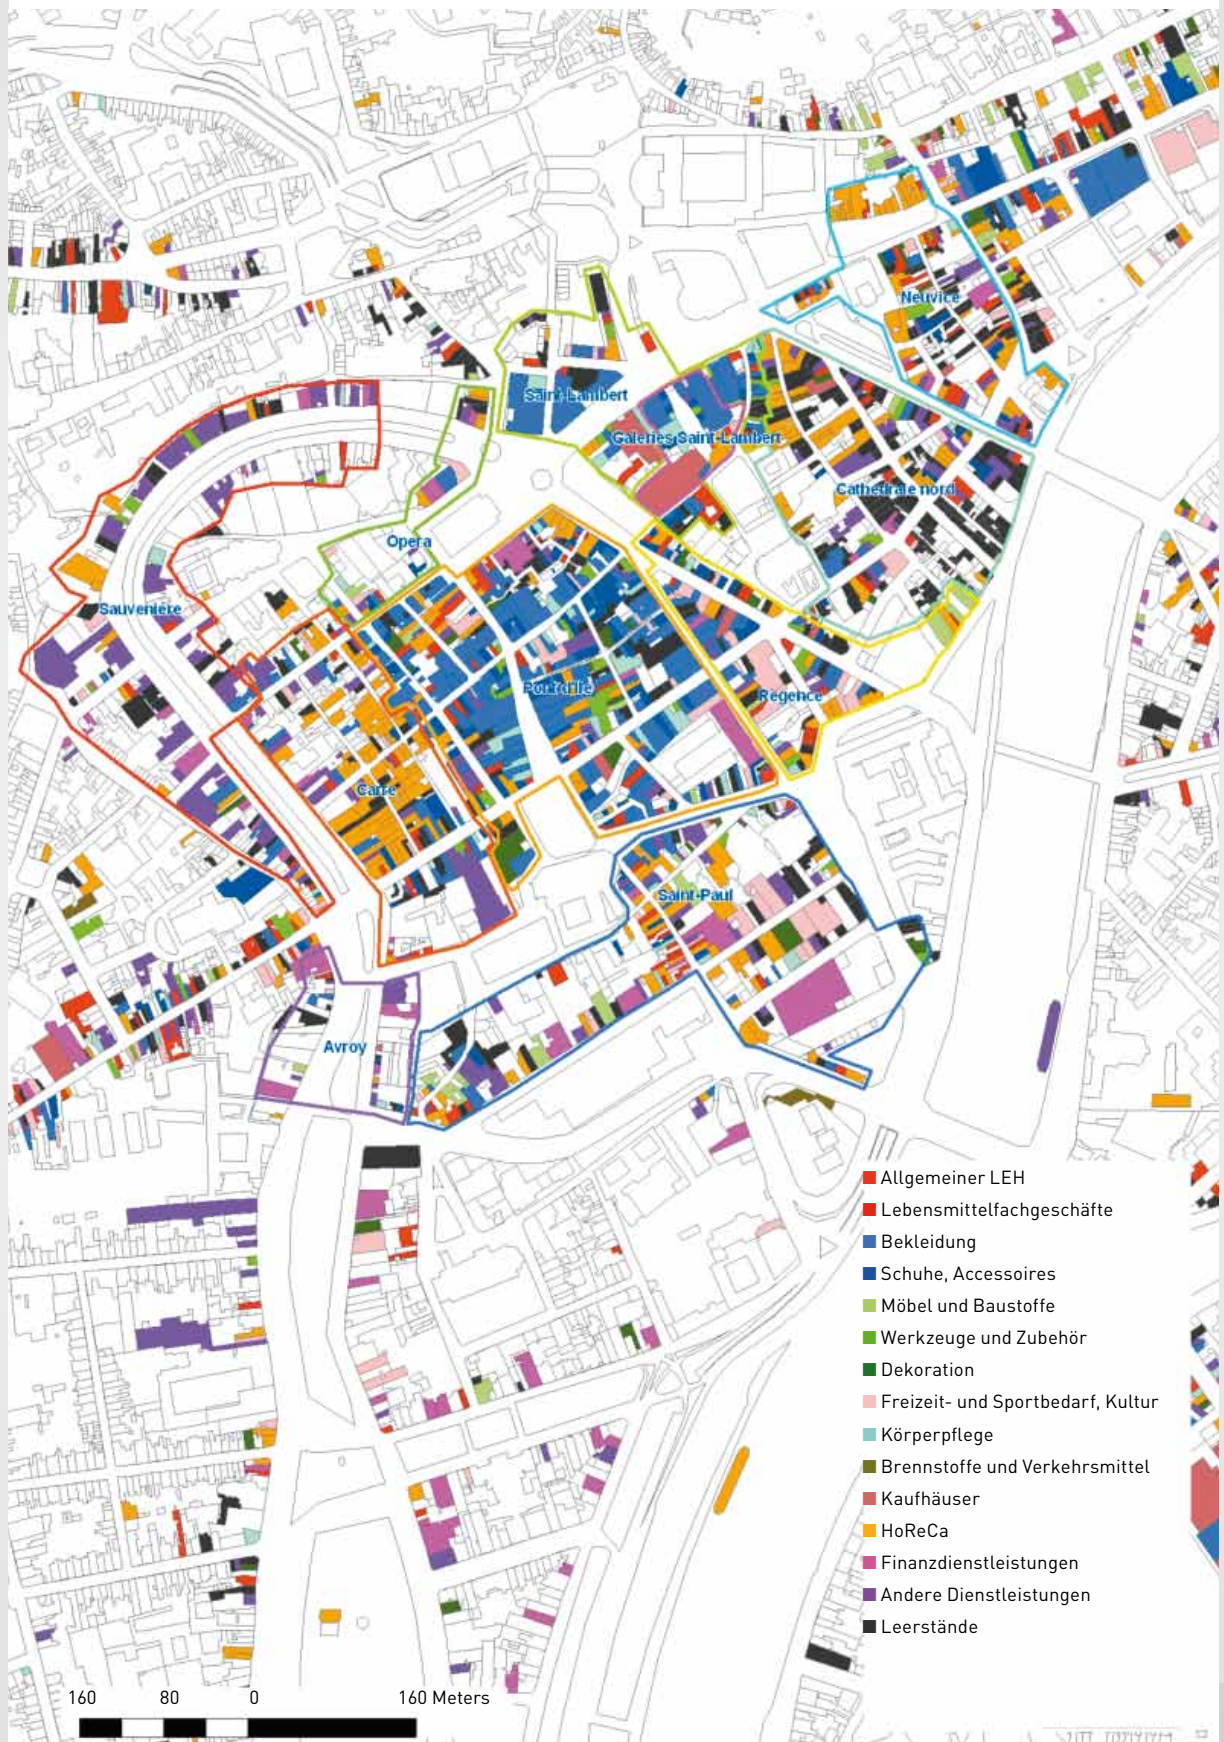 Neuvice
Saint-Lambert
Galeries Saint-Lambert
Cathedrale nord
Opera
Sauvenière
Pont d'Ile
Régence
Carré
Saint-Paul
Avroy
Allgemeiner LEH
Lebensmittelfachgeschäfte
Bekleidung
Schuhe, Accessoires
Möbel und Baustoffe
Werkzeuge und Zubehör
Dekoration
Freizeit- und Sportbedarf, Kultur
Körperpflege
Brennstoffe und Verkehrsmittel
Kaufhäuser
HoReCa
Finanzdienstleistungen
Andere Dienstleistungen
Leerstände
160 80 0 160 Meters